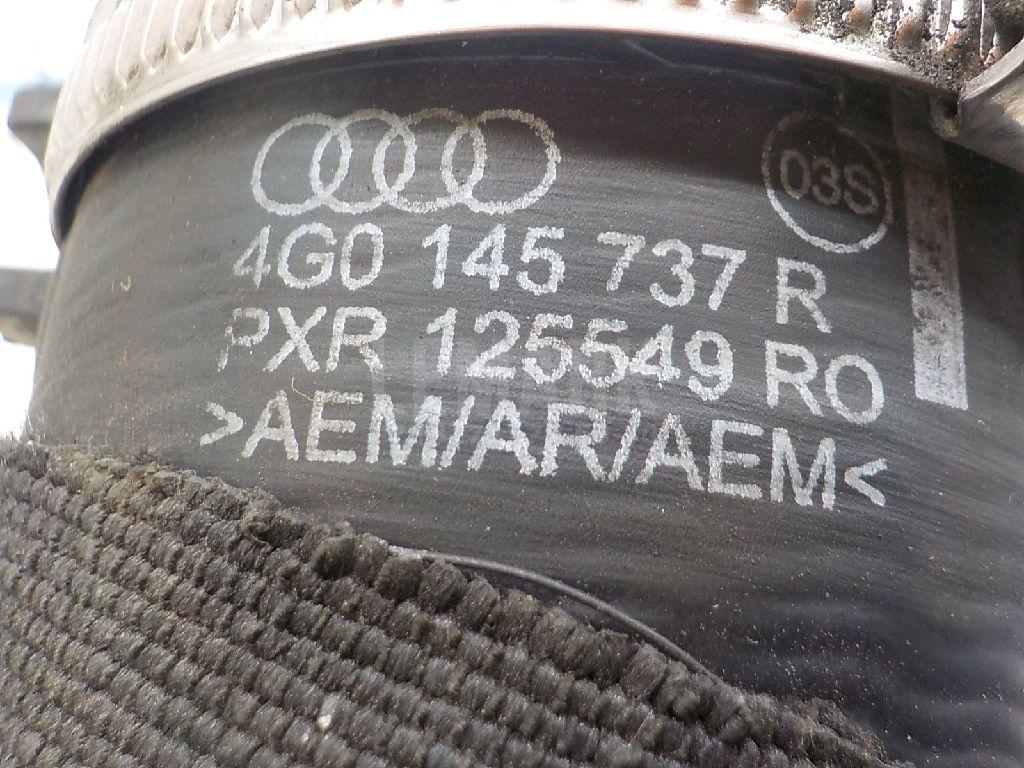 03S
4G0 145 737 R
PXR 125549 RO
>AEM/AR/AEM<